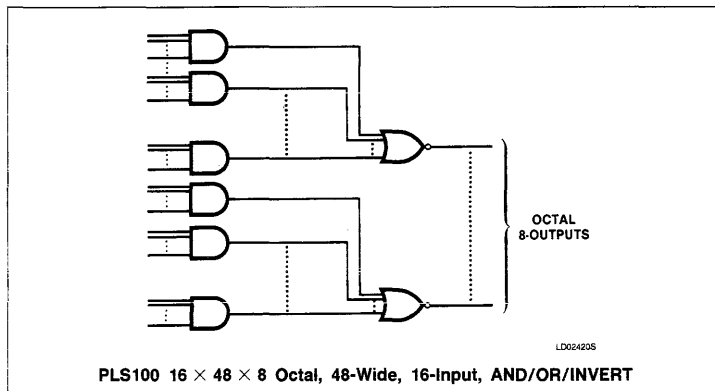 OCTAL
8-OUTPUTS
LD02420S
PLS100 16 × 48 × 8 Octal, 48-Wide, 16-Input, AND/OR/INVERT